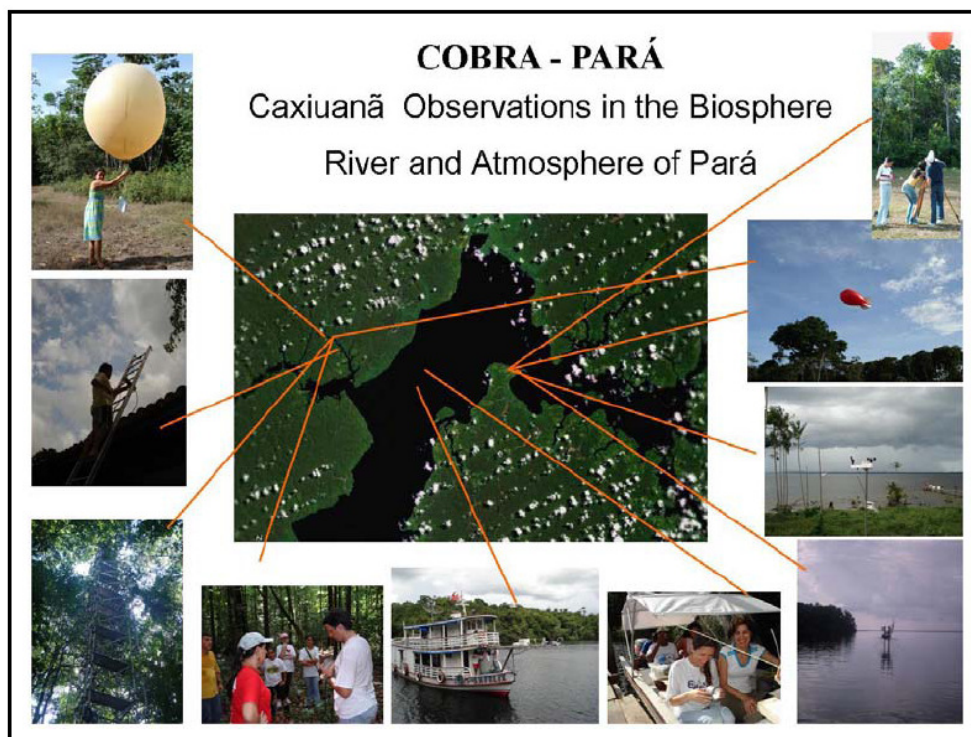 COBRA - PARÁ
Caxiuanã Observations in the Biosphere
River and Atmosphere of Pará